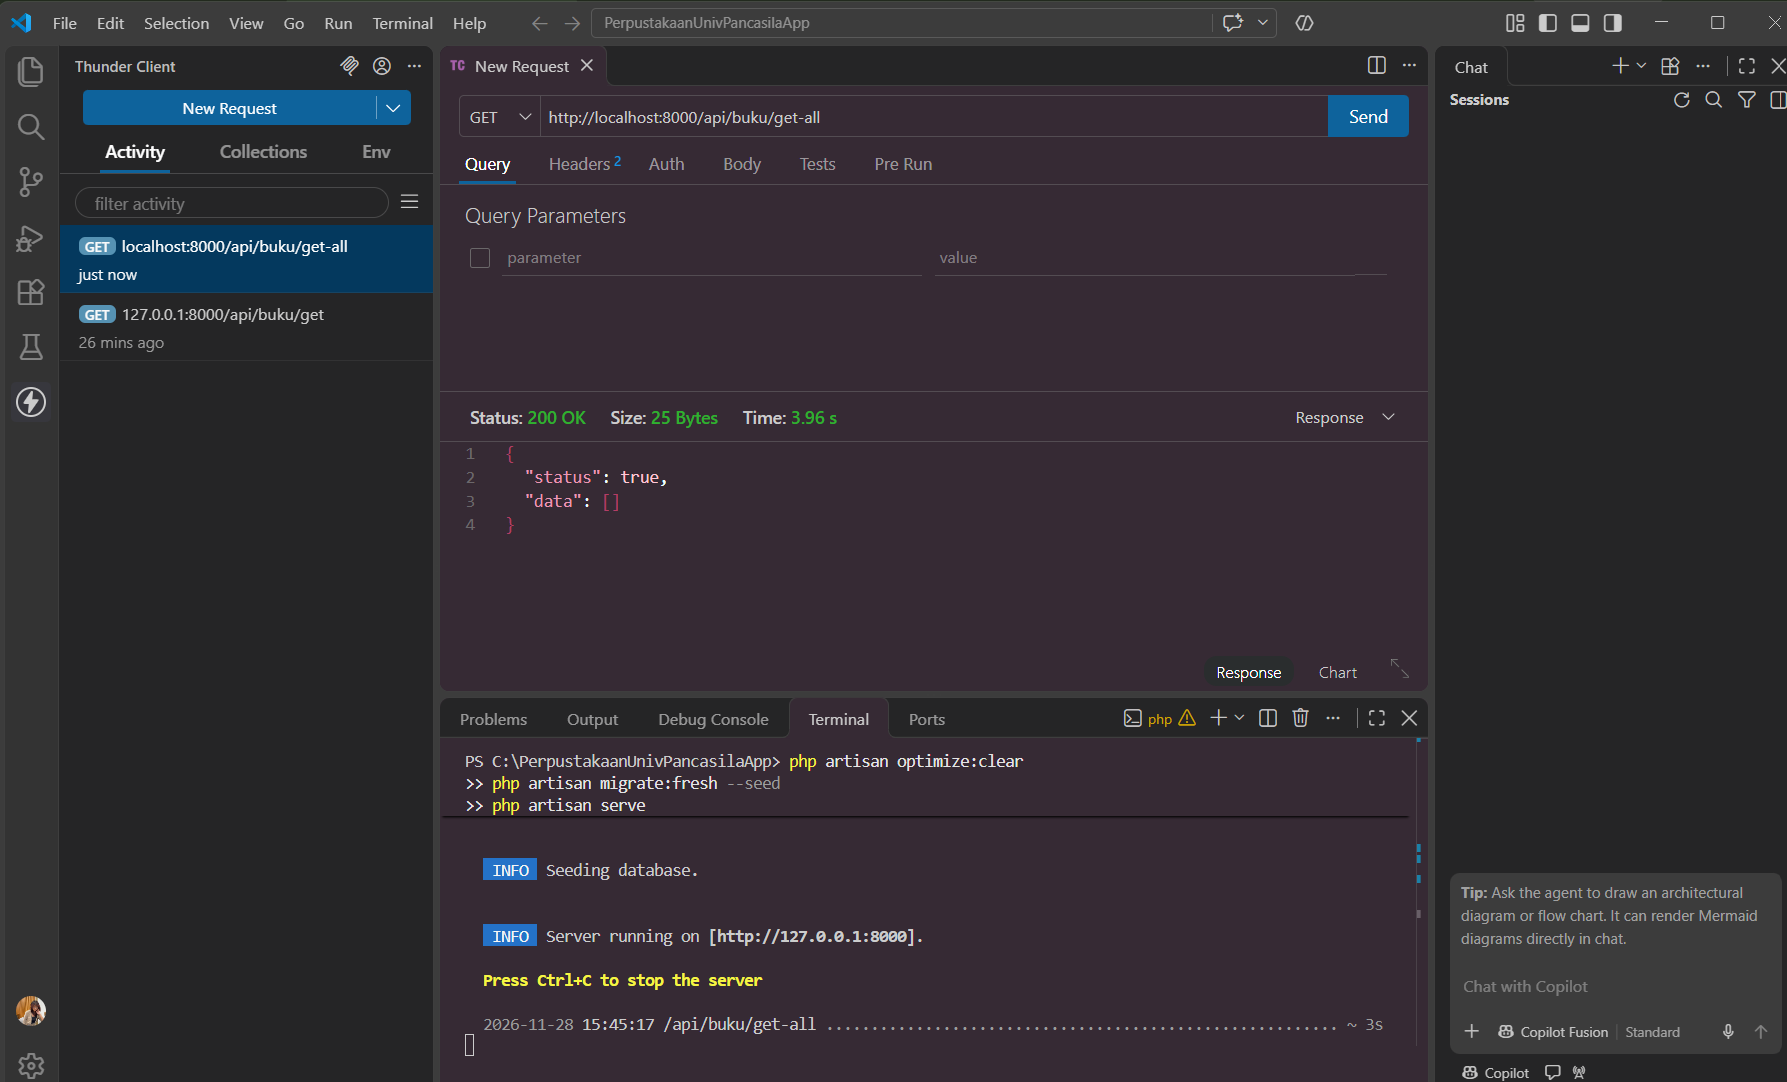 File Edit Selection View Go Run Terminal Help
PerpustakaanUnivPancasilaApp
Thunder Client
New Request
Activity Collections Env
filter activity
GET localhost:8000/api/buku/get-all
just now
GET 127.0.0.1:8000/api/buku/get
26 mins ago
TC New Request
GET http://localhost:8000/api/buku/get-all Send
Query Headers 2 Auth Body Tests Pre Run
Query Parameters
parameter value
Status: 200 OK Size: 25 Bytes Time: 3.96 s Response
1 {
2 "status": true,
3 "data": []
4 }
Response Chart
Problems Output Debug Console Terminal Ports
php
PS C:\PerpustakaanUnivPancasilaApp> php artisan optimize:clear
>> php artisan migrate:fresh --seed
>> php artisan serve
INFO Seeding database.
INFO Server running on [http://127.0.0.1:8000].
Press Ctrl+C to stop the server
2026-11-28 15:45:17 /api/buku/get-all ......................................................... ~ 3s
Chat
Sessions
Tip: Ask the agent to draw an architectural
diagram or flow chart. It can render Mermaid
diagrams directly in chat.
Chat with Copilot
Copilot Fusion Standard
Copilot